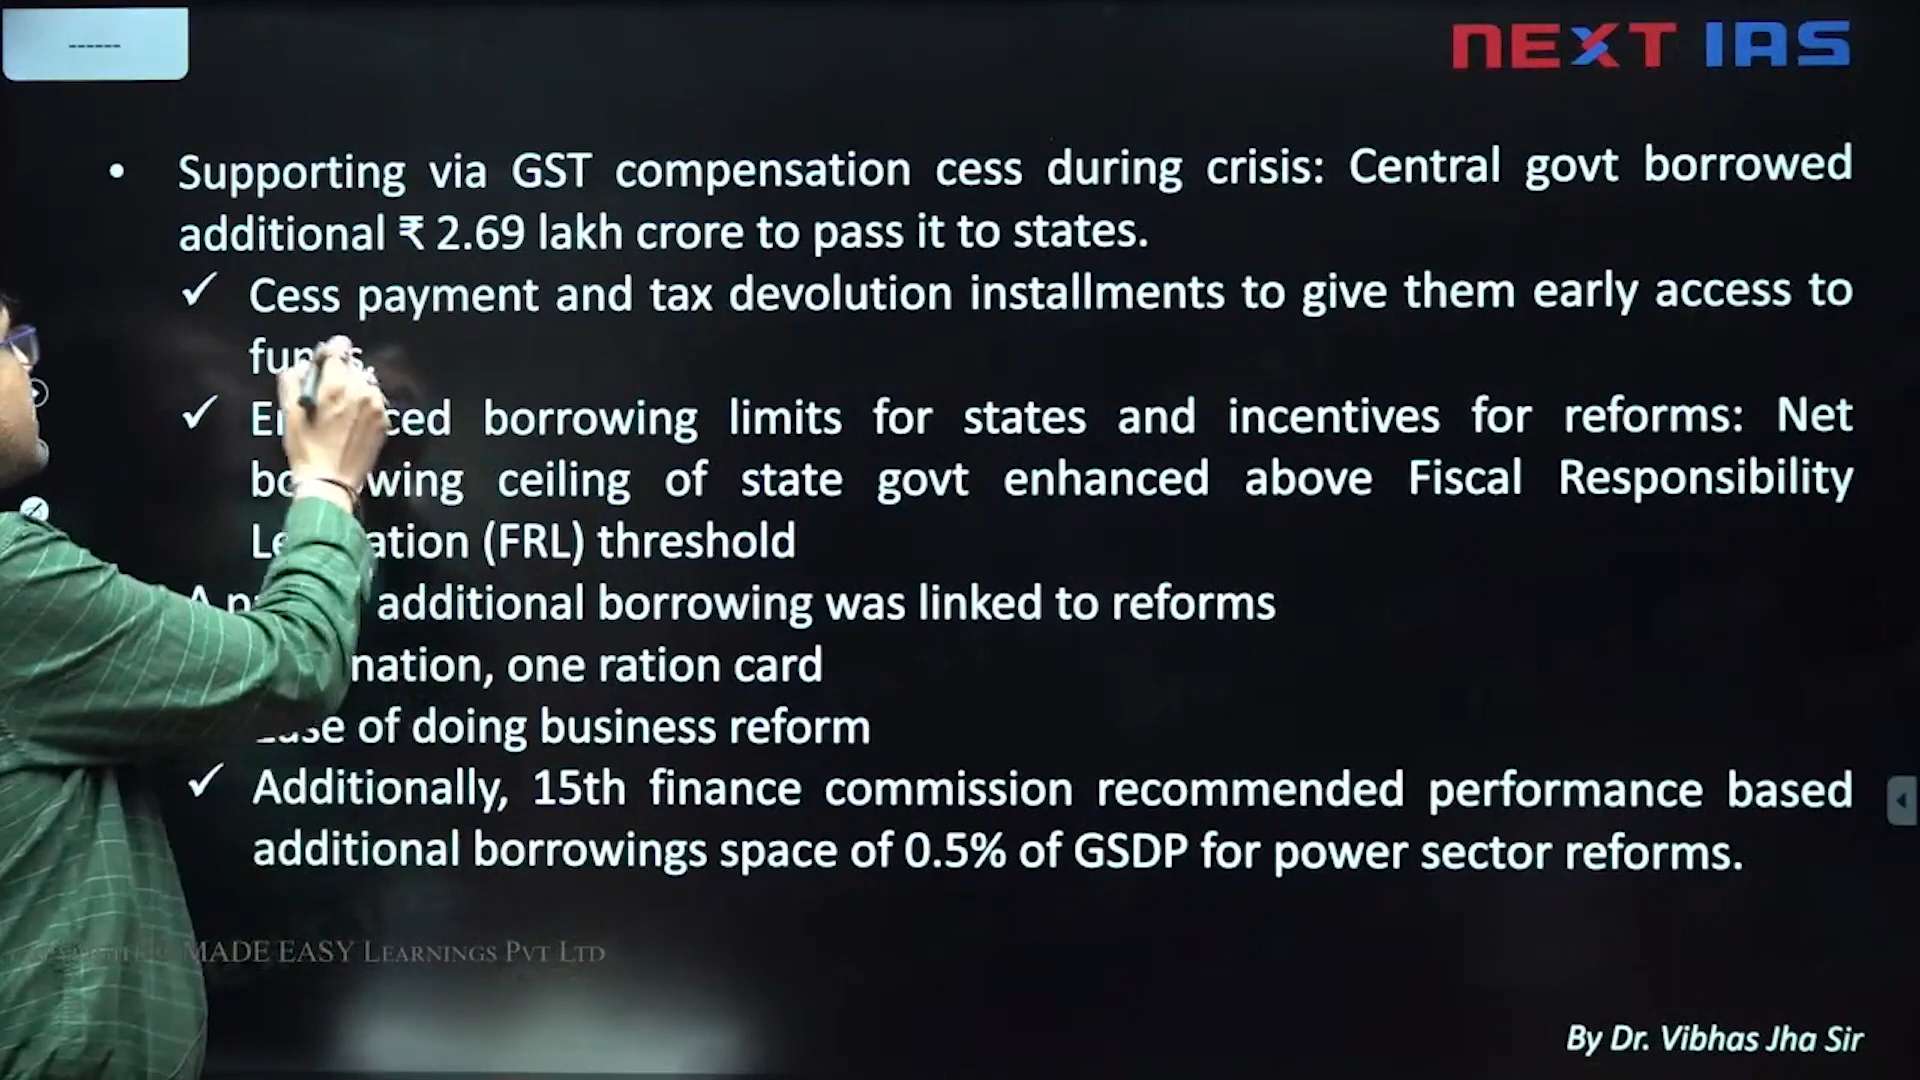 ------
NEXT IAS
• Supporting via GST compensation cess during crisis: Central govt borrowed
additional ₹ 2.69 lakh crore to pass it to states.
✓ Cess payment and tax devolution installments to give them early access to
✓ borrowing limits for states and incentives for reforms: Net
ceiling of state govt enhanced above Fiscal Responsibility
(FRL) threshold
additional borrowing was linked to reforms
nation, one ration card
of doing business reform
✓ Additionally, 15th finance commission recommended performance based
additional borrowings space of 0.5% of GSDP for power sector reforms.
MADE EASY LEARNINGS PVT LTD
By Dr. Vibhas Jha Sir